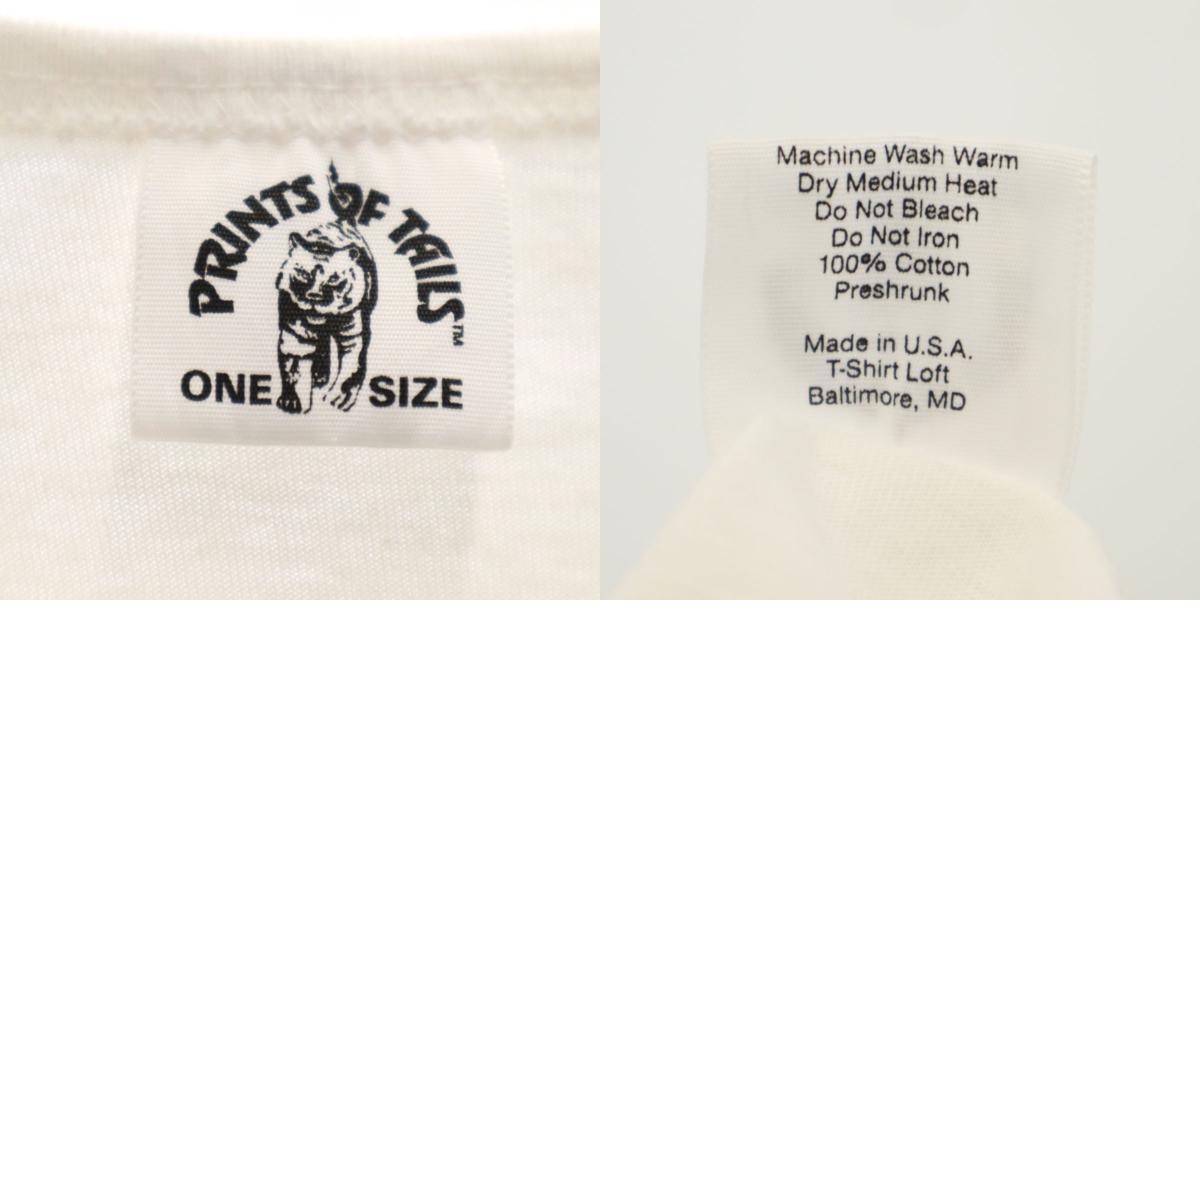 PRINTS OF TAILS™
ONE SIZE
Machine Wash Warm
Dry Medium Heat
Do Not Bleach
Do Not Iron
100% Cotton
Preshrunk
Made in U.S.A.
T-Shirt Loft
Baltimore, MD